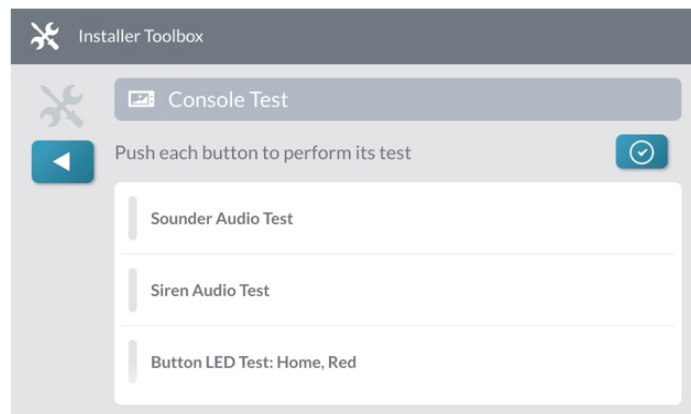 Installer Toolbox
Console Test
Push each button to perform its test
Sounder Audio Test
Siren Audio Test
Button LED Test: Home, Red